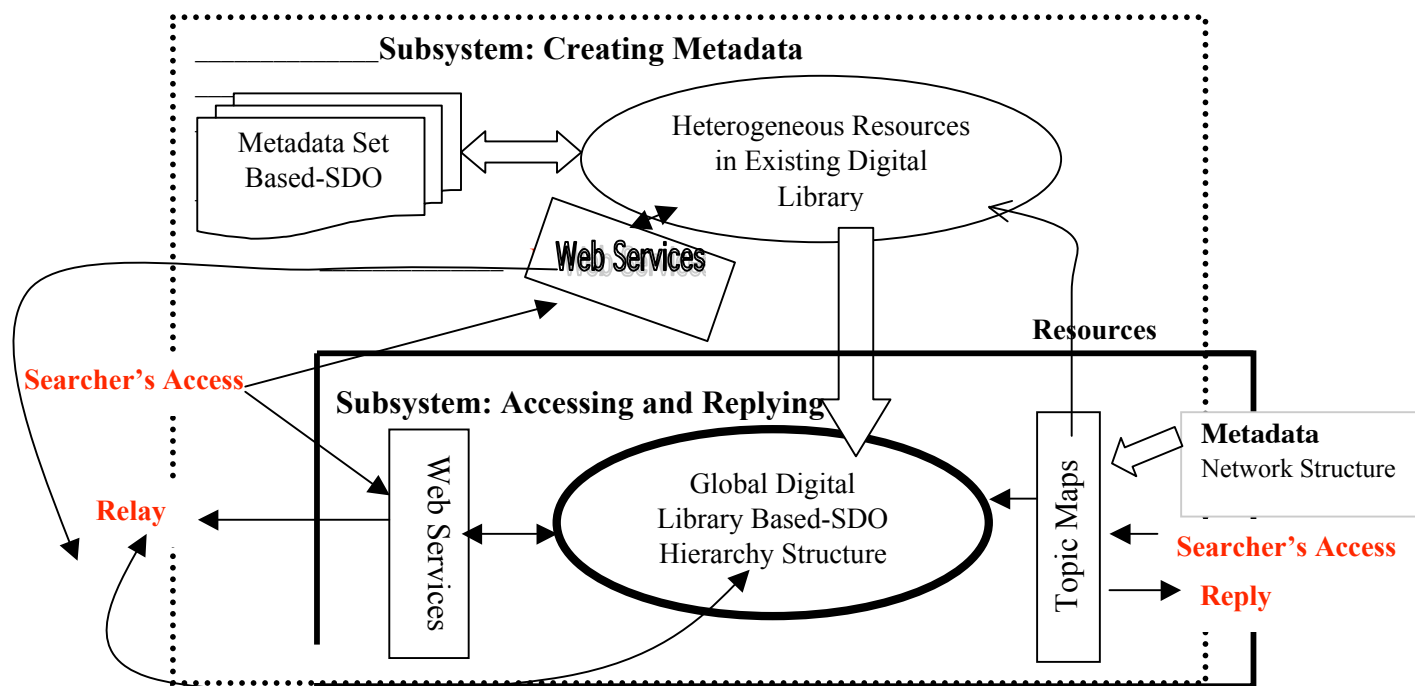 Subsystem: Creating Metadata
Metadata Set
Based-SDO
Heterogeneous Resources
in Existing Digital
Library
Web Services
Resources
Searcher's Access
Subsystem: Accessing and Replying
Web Services
Global Digital
Library Based-SDO
Hierarchy Structure
Topic Maps
Metadata
Network Structure
Relay
Searcher's Access
Reply